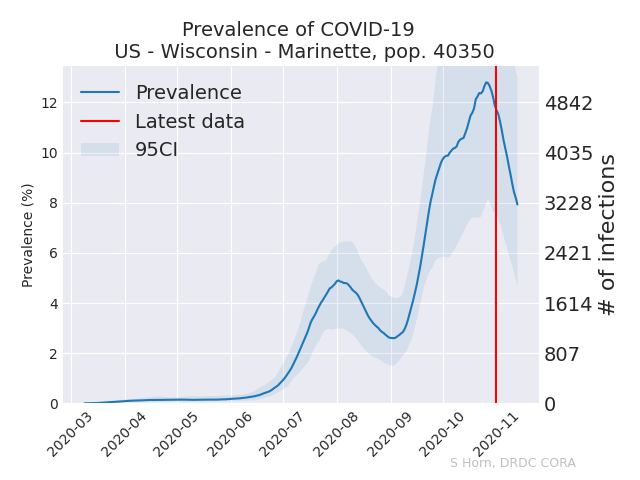 Prevalence of COVID-19
US - Wisconsin - Marinette, pop. 40350
Prevalence
Latest data
95CI
12
10
8
6
4
2
0
Prevalence (%)
4842
4035
3228
2421
1614
807
0
# of infections
2020-03
2020-04
2020-05
2020-06
2020-07
2020-08
2020-09
2020-10
2020-11
S Horn, DRDC CORA